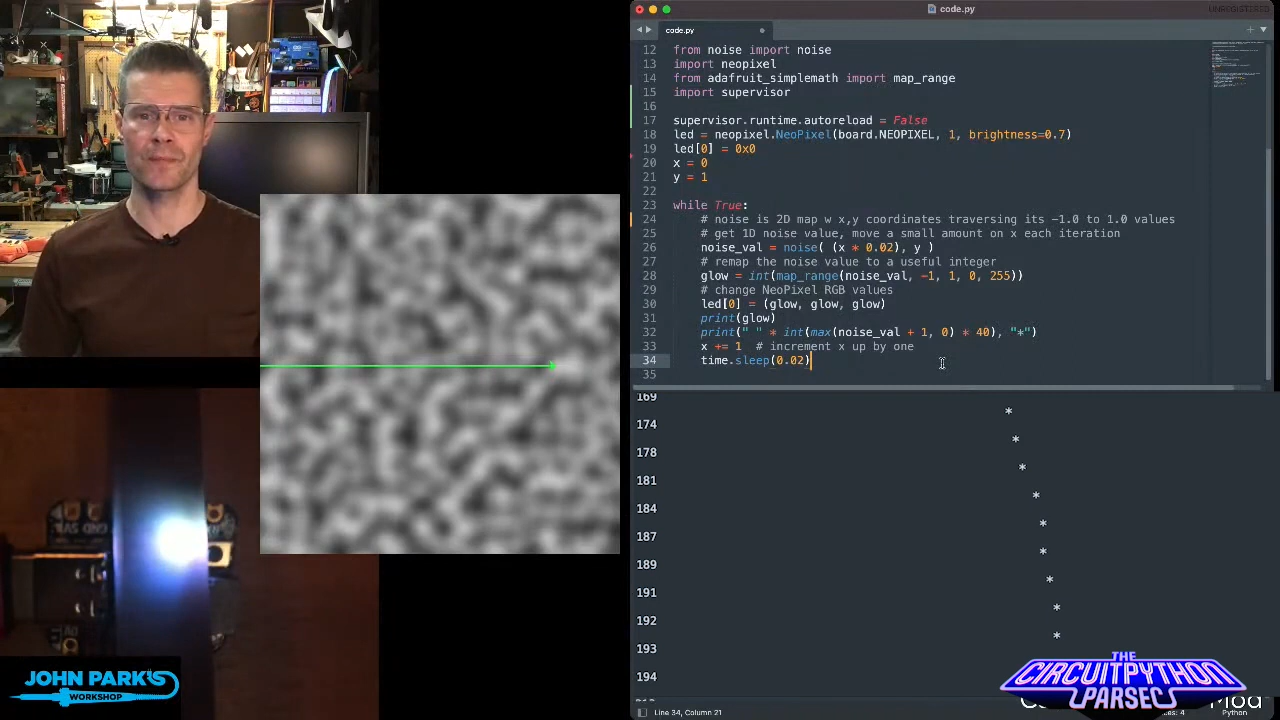 code.py
UNREGISTERED
code.py
12 from noise import noise
13 import neopixel
14 from adafruit_simplemath import map_range
15 import supervisor
16
17 supervisor.runtime.autoreload = False
18 led = neopixel.NeoPixel(board.NEOPIXEL, 1, brightness=0.7)
19 led[0] = 0x0
20 x = 0
21 y = 1
22
23 while True:
24 # noise is 2D map w x,y coordinates traversing its -1.0 to 1.0 values
25 # get 1D noise value, move a small amount on x each iteration
26 noise_val = noise( (x * 0.02), y )
27 # remap the noise value to a useful integer
28 glow = int(map_range(noise_val, -1, 1, 0, 255))
29 # change NeoPixel RGB values
30 led[0] = (glow, glow, glow)
31 print(glow)
32 print(" " * int(max(noise_val + 1, 0) * 40), "*")
33 x += 1 # increment x up by one
34 time.sleep(0.02)
35
169
*
174
*
178
*
181
*
184
*
187
*
189
*
191
*
192
*
193
194
GND
JOHN PARK'S
WORKSHOP
THE
CIRCUITPYTHON
PARSEC
Line 34, Column 21
Python